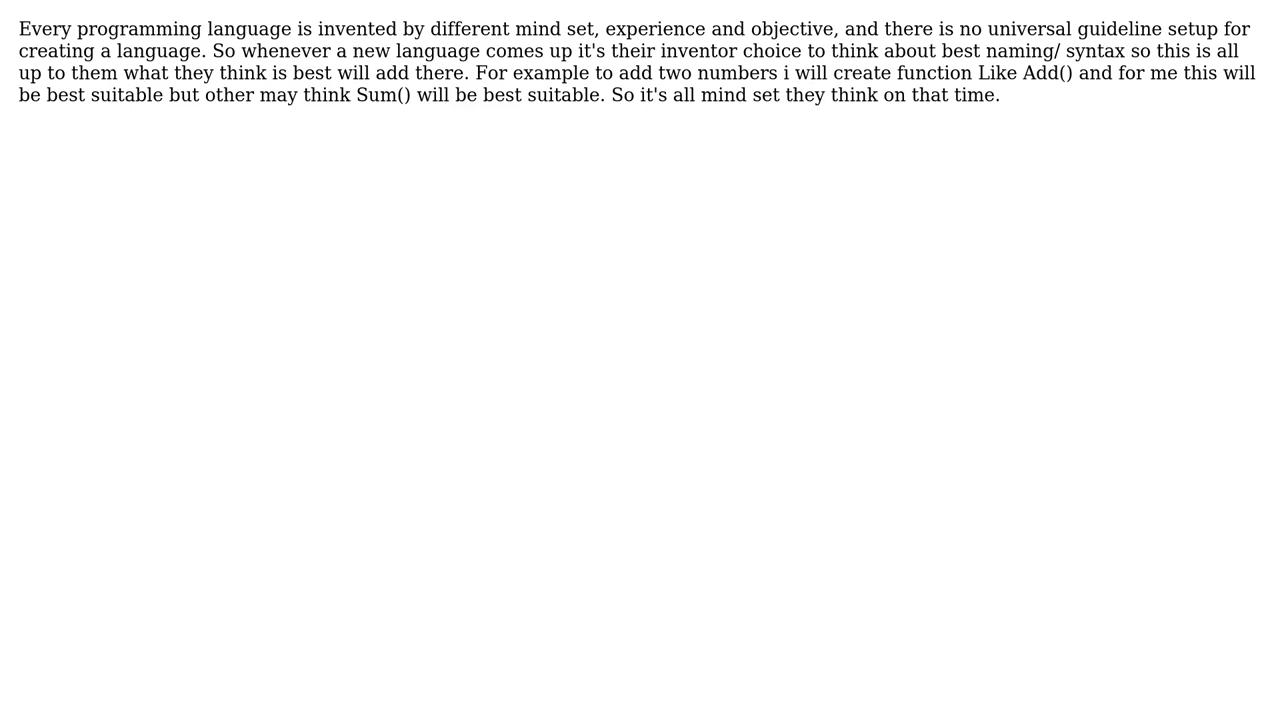 Every programming language is invented by different mind set, experience and objective, and there is no universal guideline setup for
creating a language. So whenever a new language comes up it's their inventor choice to think about best naming/ syntax so this is all
up to them what they think is best will add there. For example to add two numbers i will create function Like Add() and for me this will
be best suitable but other may think Sum() will be best suitable. So it's all mind set they think on that time.